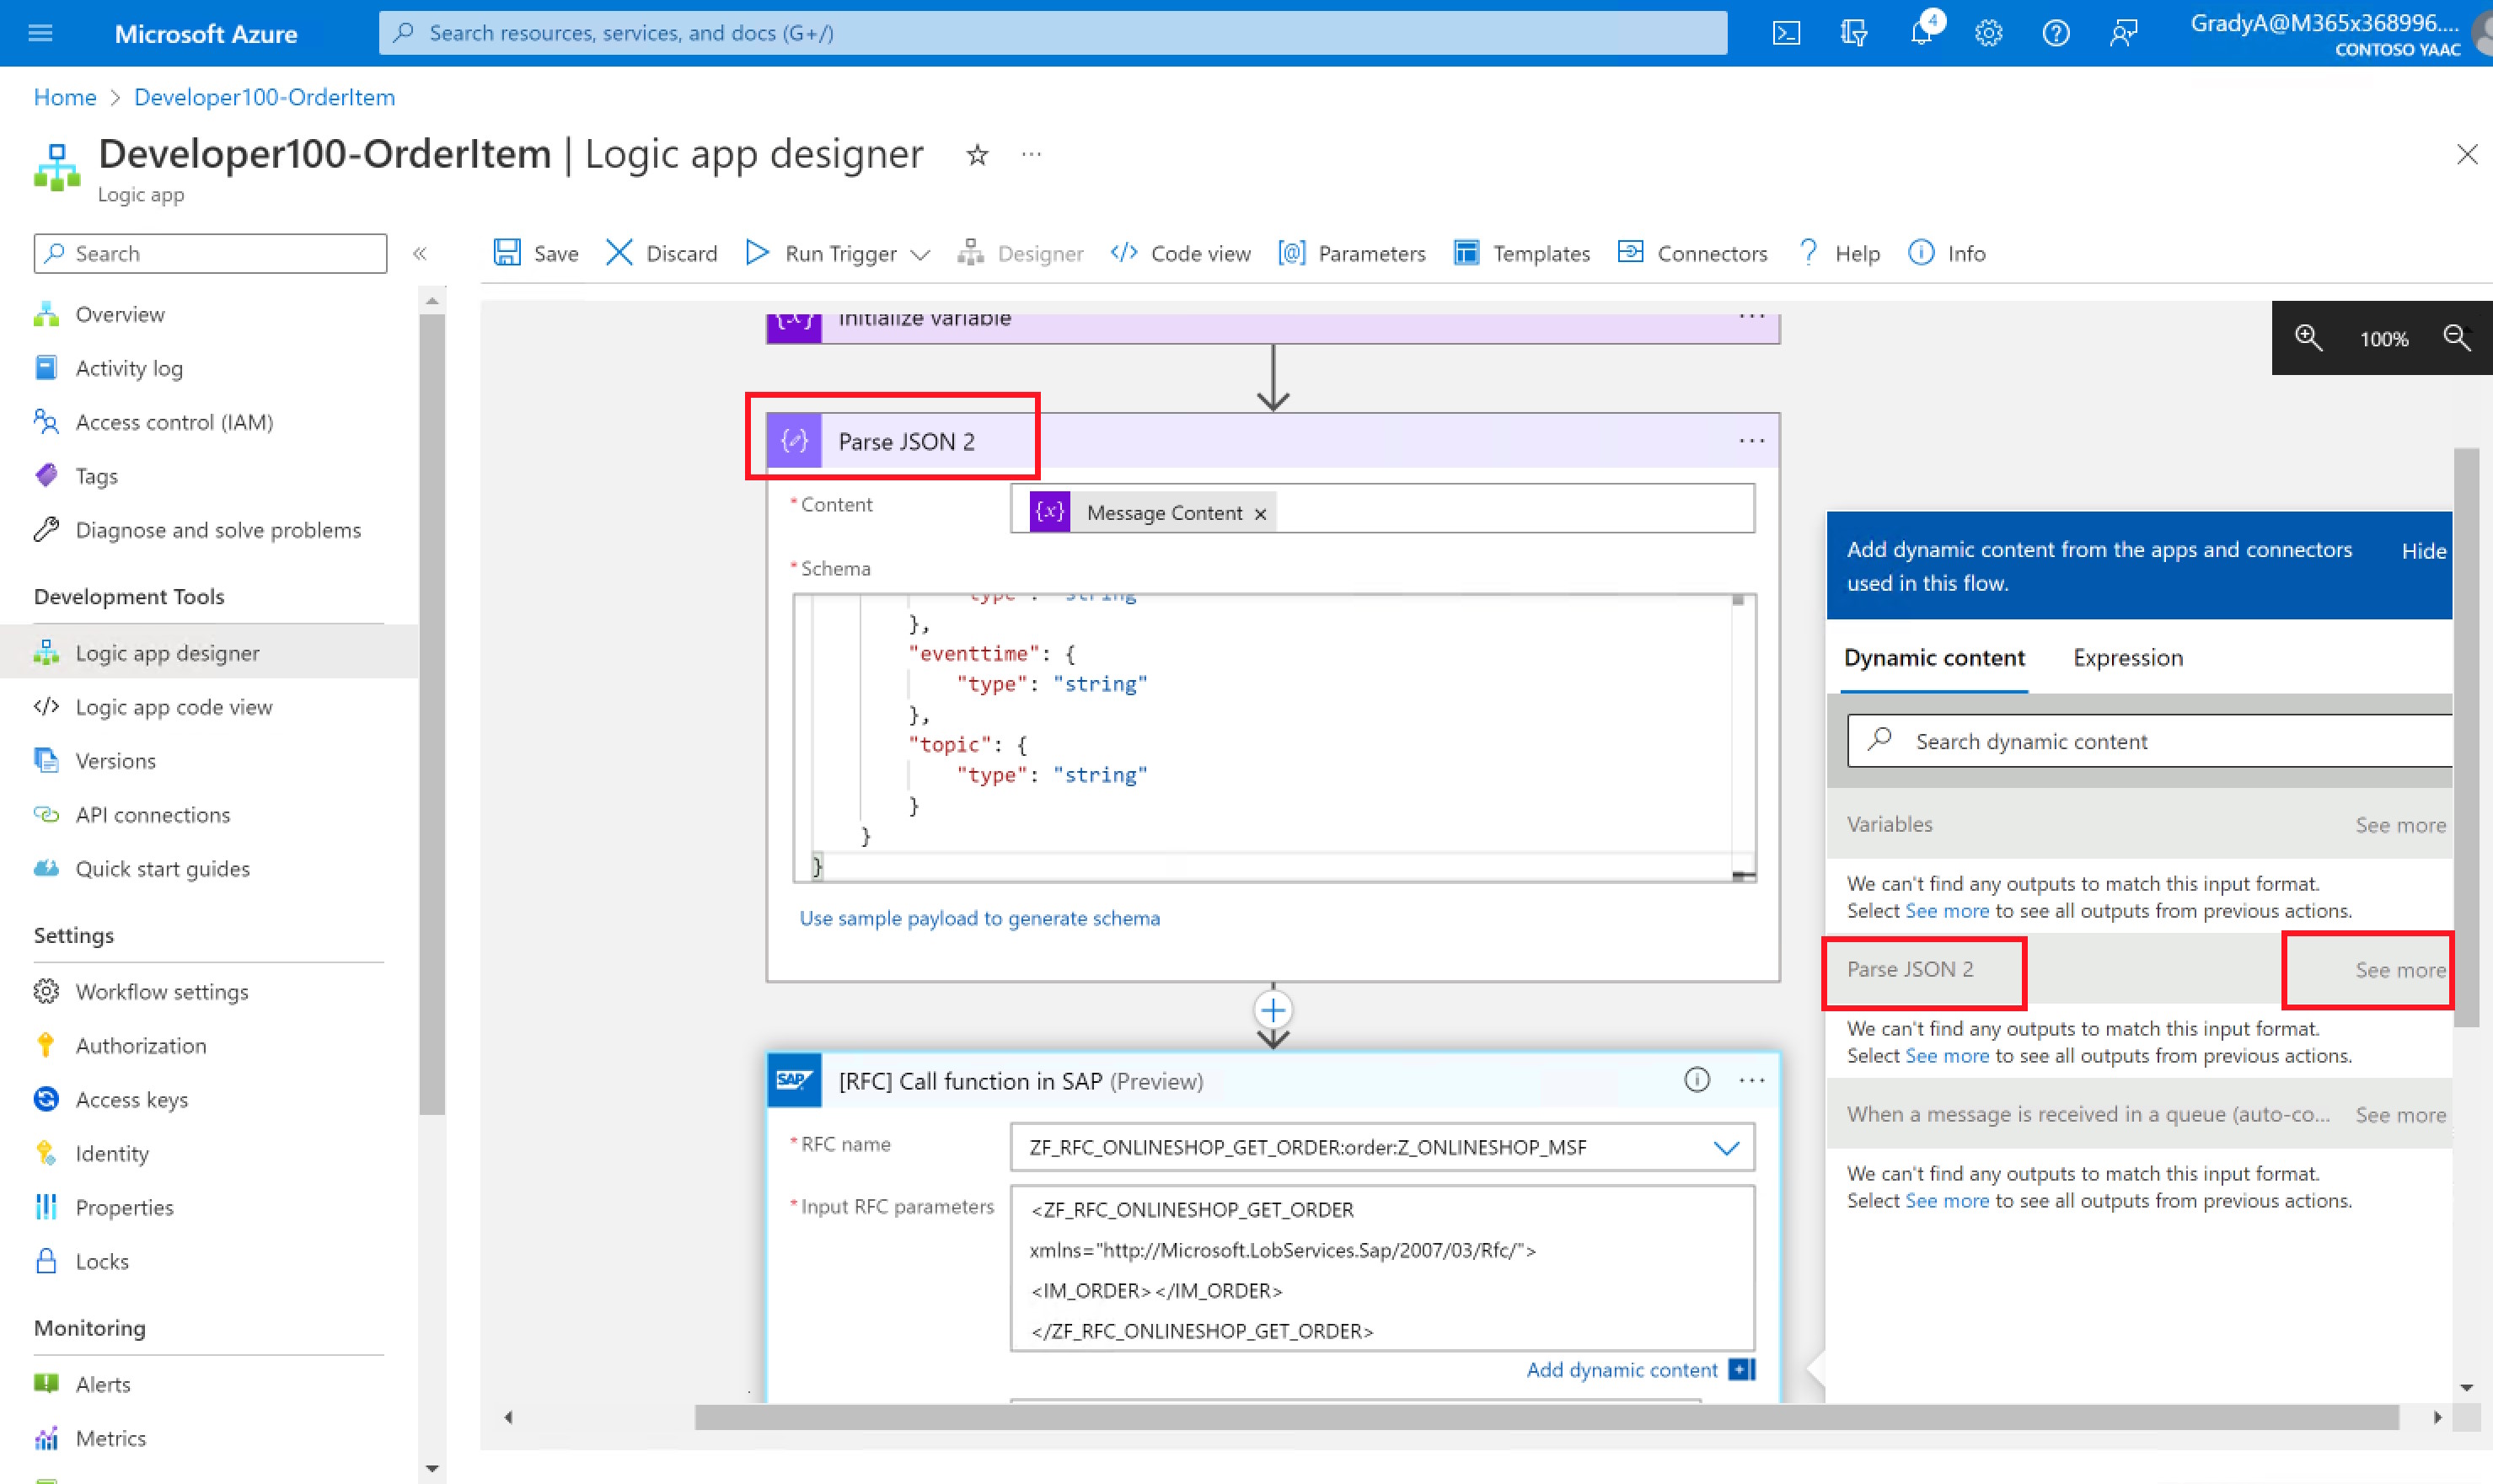 Microsoft Azure
Search resources, services, and docs (G+/)
4
GradyA@M365x368996....
CONTOSO YAAC
Home > Developer100-OrderItem
Developer100-OrderItem | Logic app designer
Logic app
Search
«
Save
Discard
Run Trigger
Designer
</> Code view
[@] Parameters
Templates
Connectors
? Help
Info
Overview
Activity log
Access control (IAM)
Tags
Diagnose and solve problems
Development Tools
Logic app designer
</> Logic app code view
Versions
API connections
Quick start guides
Settings
Workflow settings
Authorization
Access keys
Identity
Properties
Locks
Monitoring
Alerts
Metrics
{x} Initialize variable ...
100%
Parse JSON 2 ...
* Content
{x} Message Content ×
* Schema
"type": "string"
},
"eventtime": {
"type": "string"
},
"topic": {
"type": "string"
}
}
}
Use sample payload to generate schema
SAP [RFC] Call function in SAP (Preview) ...
* RFC name
ZF_RFC_ONLINESHOP_GET_ORDER:order:Z_ONLINESHOP_MSF
* Input RFC parameters
<ZF_RFC_ONLINESHOP_GET_ORDER
xmlns="http://Microsoft.LobServices.Sap/2007/03/Rfc/">
<IM_ORDER></IM_ORDER>
</ZF_RFC_ONLINESHOP_GET_ORDER>
Add dynamic content
Add dynamic content from the apps and connectors
used in this flow.
Hide
Dynamic content
Expression
Search dynamic content
Variables See more
We can't find any outputs to match this input format.
Select See more to see all outputs from previous actions.
Parse JSON 2 See more
We can't find any outputs to match this input format.
Select See more to see all outputs from previous actions.
When a message is received in a queue (auto-co... See more
We can't find any outputs to match this input format.
Select See more to see all outputs from previous actions.